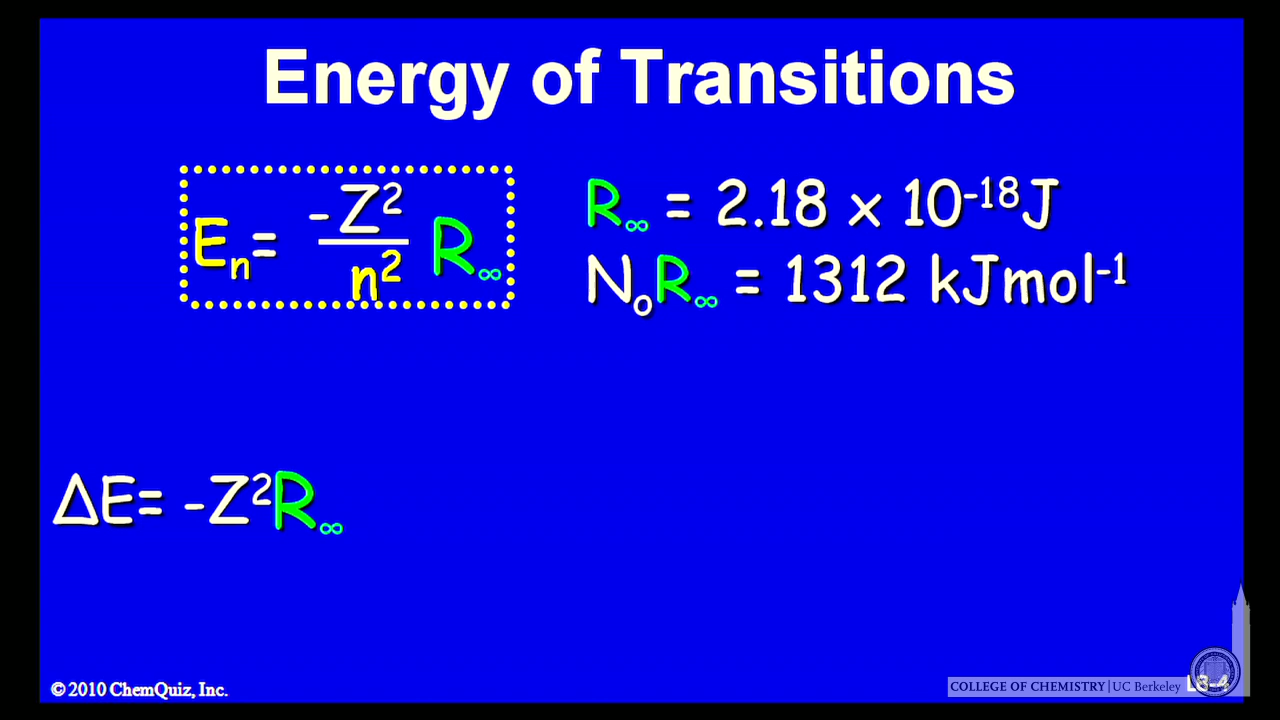 Energy of Transitions
Eₙ= -Z²/n² R∞
R∞ = 2.18 x 10⁻¹⁸J
NₒR∞ = 1312 kJmol⁻¹
ΔE= -Z²R∞
© 2010 ChemQuiz, Inc.
COLLEGE OF CHEMISTRY | UC Berkeley